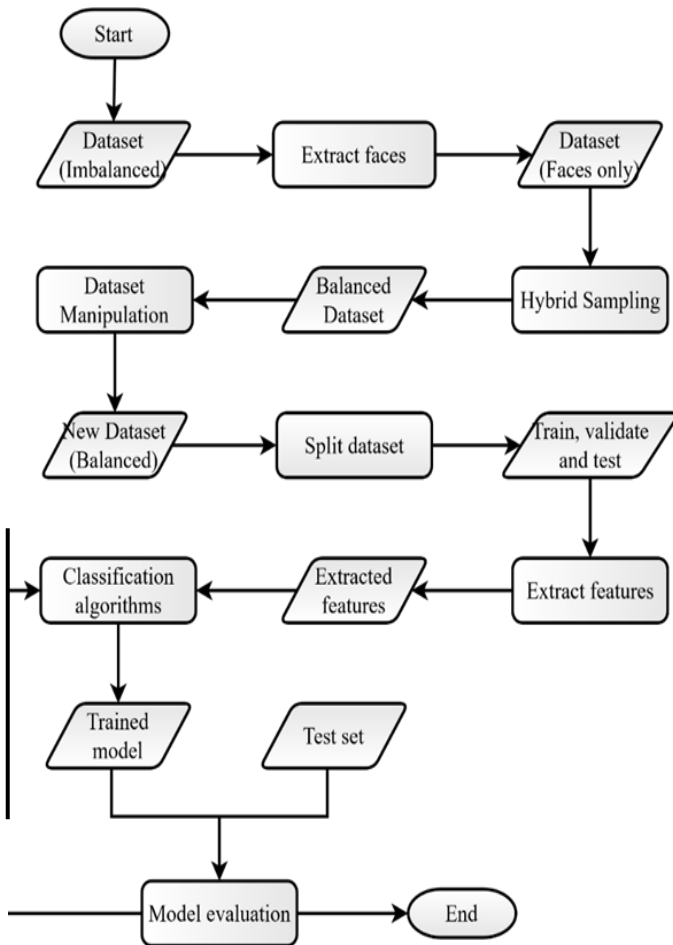 Start
Dataset
(Imbalanced)
Extract faces
Dataset
(Faces only)
Dataset
Manipulation
Balanced
Dataset
Hybrid Sampling
New Dataset
(Balanced)
Split dataset
Train, validate
and test
Classification
algorithms
Extracted
features
Extract features
Trained
model
Test set
Model evaluation
End